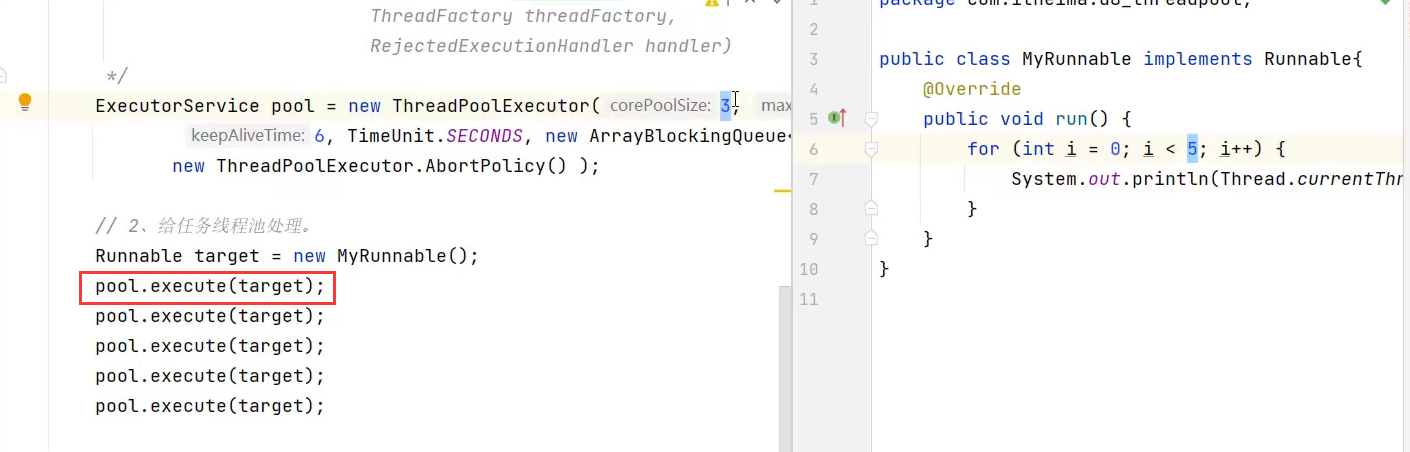 ThreadFactory threadFactory,
RejectedExecutionHandler handler)
*/
ExecutorService pool = new ThreadPoolExecutor( corePoolSize: 3, max
keepAliveTime: 6, TimeUnit.SECONDS, new ArrayBlockingQueue<
new ThreadPoolExecutor.AbortPolicy() );
// 2、给任务线程池处理。
Runnable target = new MyRunnable();
pool.execute(target);
pool.execute(target);
pool.execute(target);
pool.execute(target);
pool.execute(target);
1 package com.itheima.d8_threadpool;
2
3 public class MyRunnable implements Runnable{
4 @Override
5 public void run() {
6 for (int i = 0; i < 5; i++) {
7 System.out.println(Thread.currentThr
8 }
9 }
10 }
11